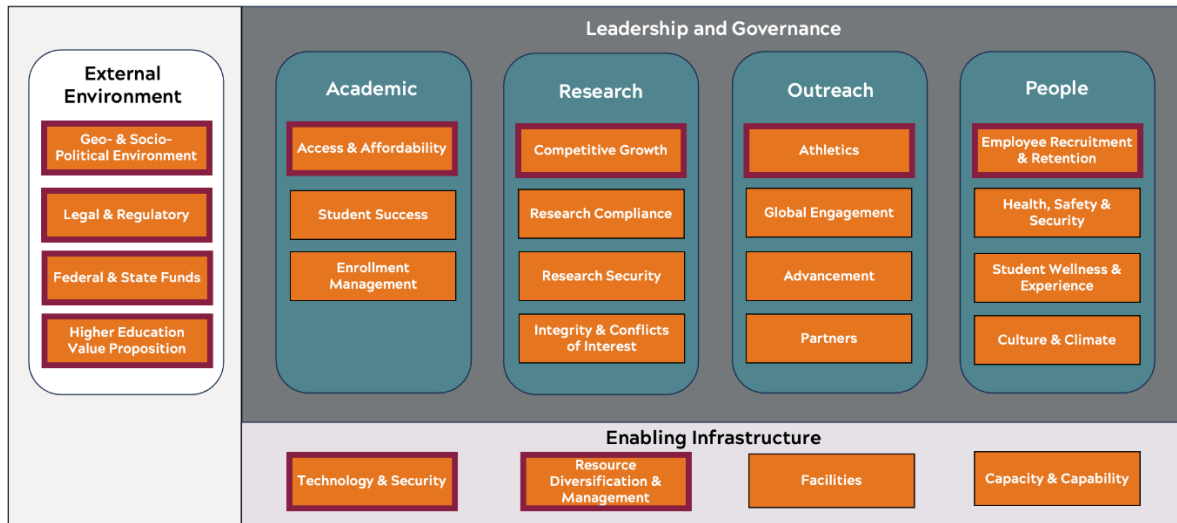 Leadership and Governance
External
Environment
Geo- & Socio-
Political Environment
Legal & Regulatory
Federal & State Funds
Higher Education
Value Proposition
Academic
Access & Affordability
Student Success
Enrollment
Management
Research
Competitive Growth
Research Compliance
Research Security
Integrity & Conflicts
of Interest
Outreach
Athletics
Global Engagement
Advancement
Partners
People
Employee Recruitment
& Retention
Health, Safety &
Security
Student Wellness &
Experience
Culture & Climate
Enabling Infrastructure
Technology & Security
Resource
Diversification &
Management
Facilities
Capacity & Capability